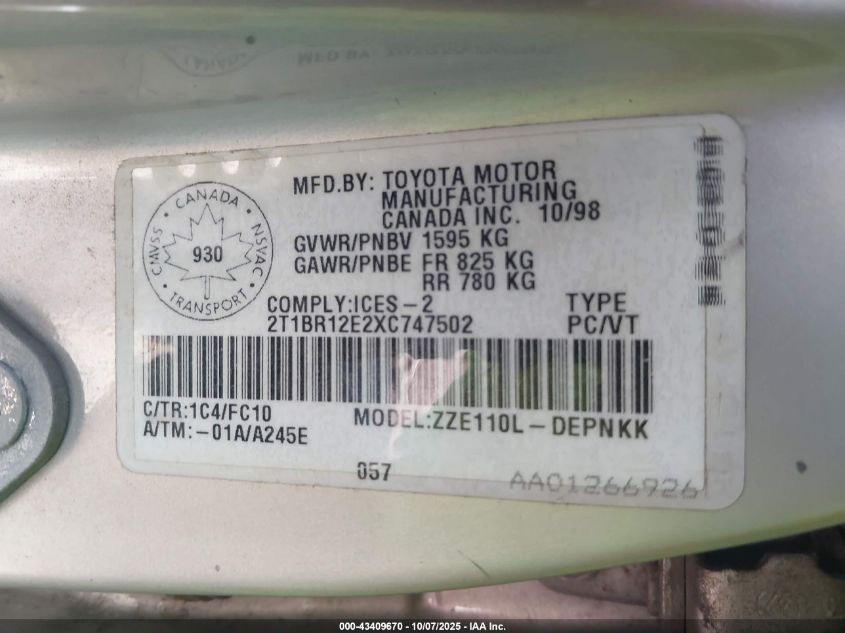 CANADA
CMVSS
930
NSVAC
TRANSPORT
MFD.BY: TOYOTA MOTOR
MANUFACTURING
CANADA INC. 10/98
GVWR/PNBV 1595 KG
GAWR/PNBE FR 825 KG
RR 780 KG
COMPLY:ICES-2 TYPE
2T1BR12E2XC747502 PC/VT
C/TR:1C4/FC10 MODEL:ZZE110L-DEPNKK
A/TM:-01A/A245E
057
AA01266926
000-43409670 - 10/07/2025 - IAA Inc.